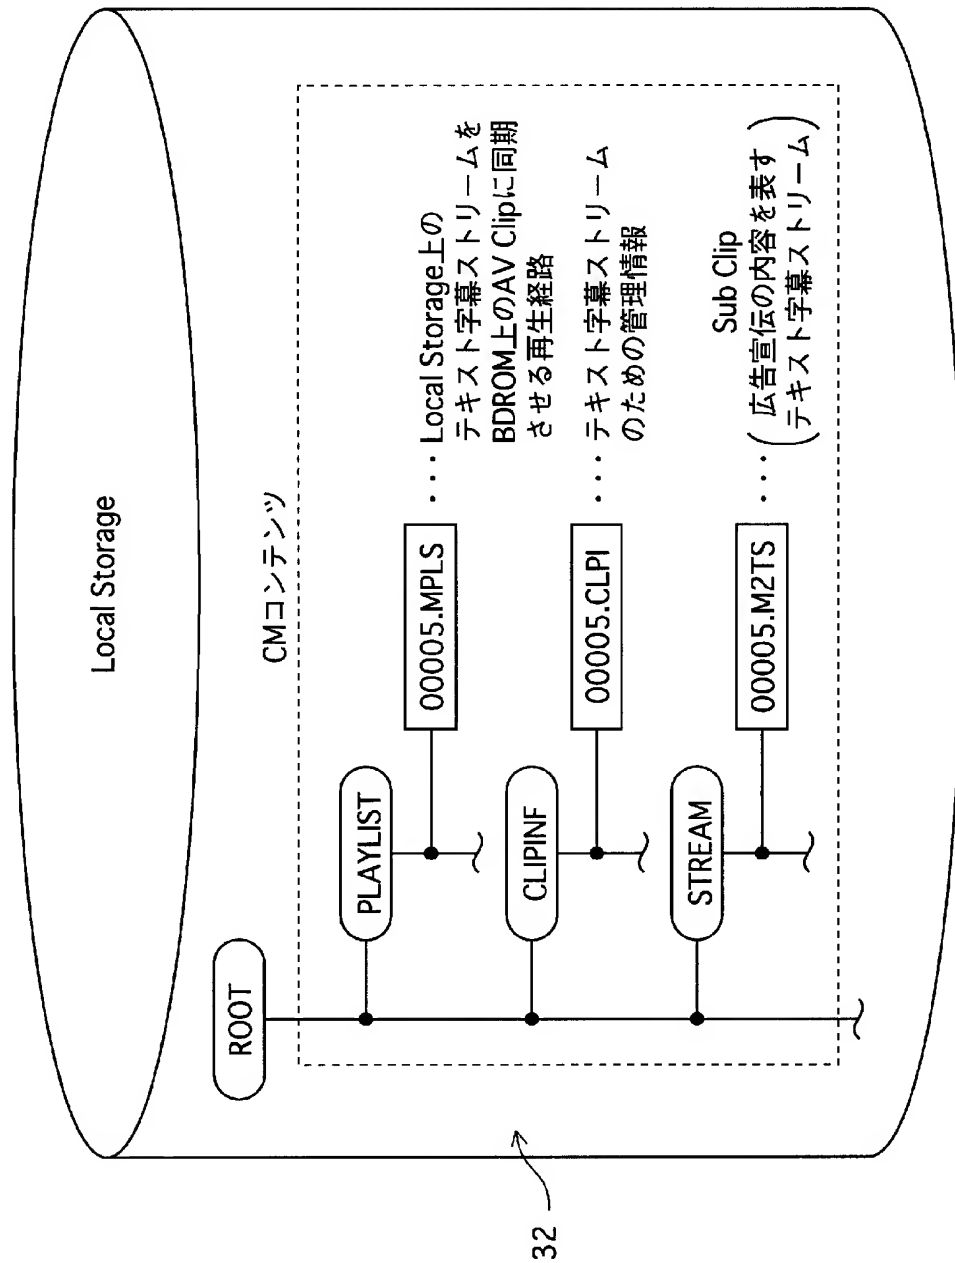 Local Storage
CMコンテンツ
ROOT
PLAYLIST
00005.MPLS
・・・Local Storage上の
テキスト字幕ストリームを
BDROM上のAV Clipに同期
させる再生経路
CLIPINF
00005.CLPI
・・・テキスト字幕ストリーム
のための管理情報
STREAM
00005.M2TS
・・・
Sub Clip
(広告宣伝の内容を表す
テキスト字幕ストリーム)
32